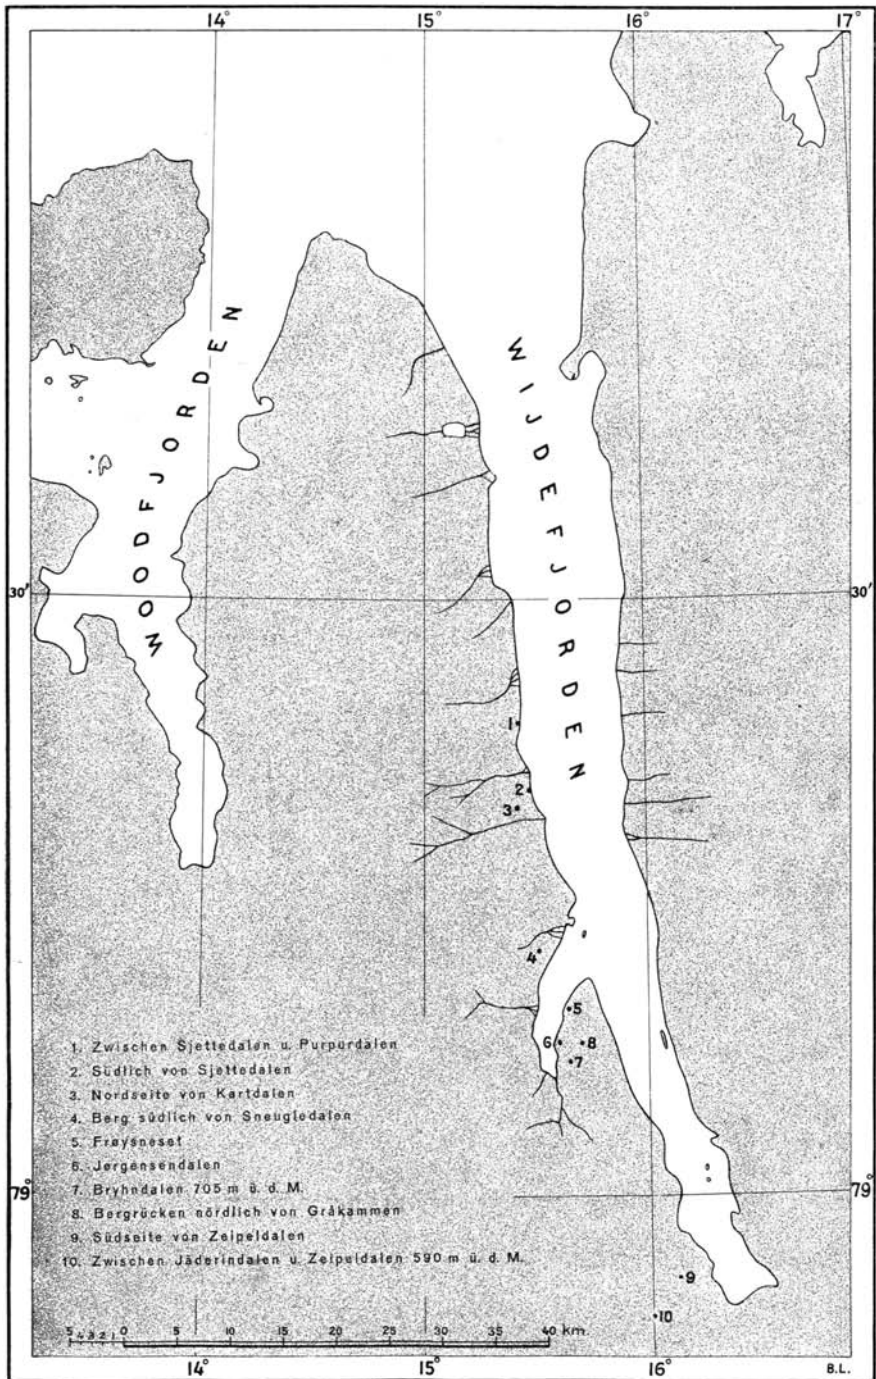 14° 15° 16° 17°
WOODFJORDEN
WIJDEFJORDEN
30' 30'
1
2
3
4
5
6 8
7
1. Zwischen Sjettedalen u. Purpurdalen
2. Südlich von Sjettedalen
3. Nordseite von Kartdalen
4. Berg südlich von Sneugledalen
5. Frøysneset
6. Jørgensendalen
7. Bryhndalen 705 m ü. d. M.
8. Bergrücken nördlich von Gråkammen
9. Südseite von Zeipeldalen
10. Zwischen Jäderindalen u Zeipeldalen 590 m ü. d. M.
79° 79°
9
10
5 4 3 2 1 0 5 10 15 20 25 30 35 40 km.
14° 15° 16° B.L.